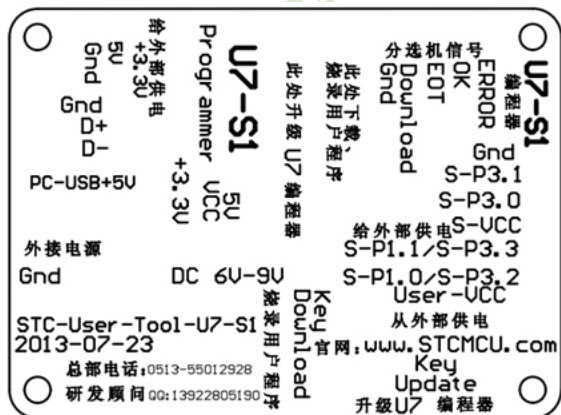 给外部供电
+3.3V
5V
Gnd
Gnd
D+
D-
PC-USB+5V
U7-S1
Programmer
5V
VCC
+3.3V
此处升级 U7 编程器
此处下载、
烧录用户程序
分选机信号
U7-S1
编程器
ERROR
OK
EOT
Download
Gnd
Gnd
S-P3.1
S-P3.0
给外部供电 S-VCC
S-P1.1/S-P3.3
S-P1.0/S-P3.2
User-VCC
从外部供电
外接电源
Gnd
DC 6V-9V
Key
Download
烧录用户程序
STC-User-Tool-U7-S1
2013-07-23
总部电话:0513-55012928
研发顾问QQ:13922805190
官网:www.STCMCU.com
Key
Update
升级U7 编程器